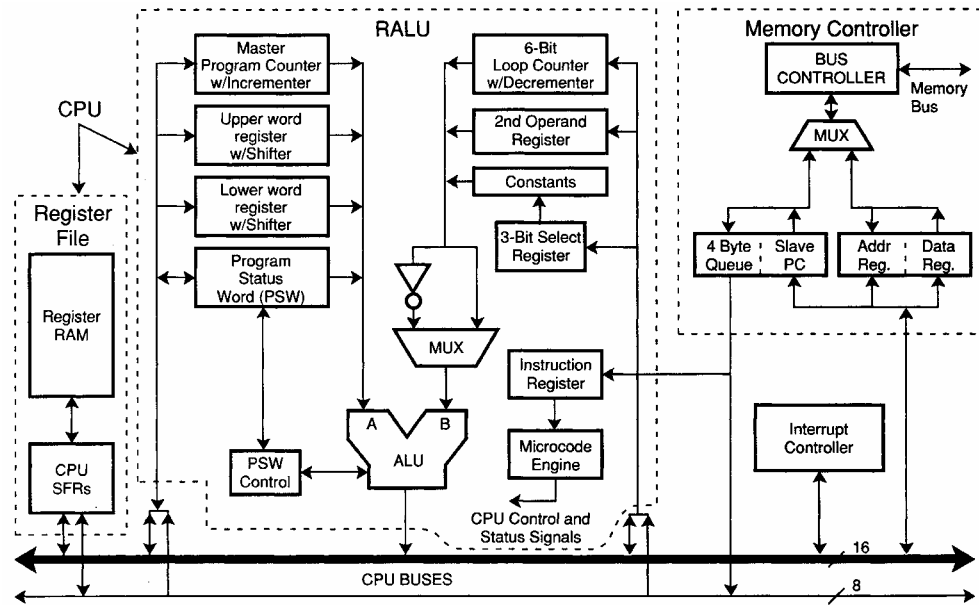 RALU
Memory Controller
CPU
Register
File
Register
RAM
CPU
SFRs
Master
Program Counter
w/Incrementer
Upper word
register
w/Shifter
Lower word
register
w/Shifter
Program
Status
Word (PSW)
PSW
Control
6-Bit
Loop Counter
w/Decrementer
2nd Operand
Register
Constants
3-Bit Select
Register
MUX
A
B
ALU
Instruction
Register
Microcode
Engine
CPU Control and
Status Signals
BUS
CONTROLLER
Memory
Bus
MUX
4 Byte
Queue
Slave
PC
Addr
Reg.
Data
Reg.
Interrupt
Controller
16
CPU BUSES
8